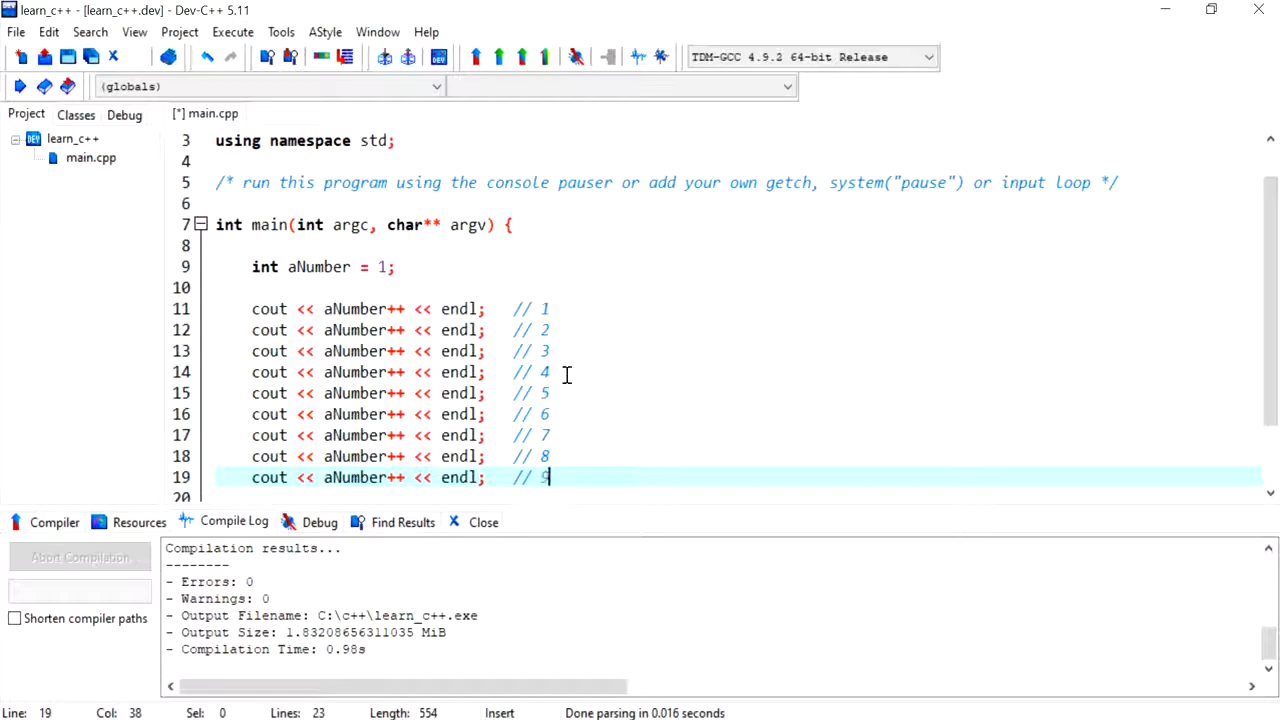 learn_c++ - [learn_c++.dev] - Dev-C++ 5.11
File Edit Search View Project Execute Tools AStyle Window Help
TDM-GCC 4.9.2 64-bit Release
(globals)
Project Classes Debug
[*] main.cpp
learn_c++
main.cpp
3 using namespace std;
4
5 /* run this program using the console pauser or add your own getch, system("pause") or input loop */
6
7 int main(int argc, char** argv) {
8
9 int aNumber = 1;
10
11 cout << aNumber++ << endl; // 1
12 cout << aNumber++ << endl; // 2
13 cout << aNumber++ << endl; // 3
14 cout << aNumber++ << endl; // 4
15 cout << aNumber++ << endl; // 5
16 cout << aNumber++ << endl; // 6
17 cout << aNumber++ << endl; // 7
18 cout << aNumber++ << endl; // 8
19 cout << aNumber++ << endl; // 9
20
Compiler Resources Compile Log Debug Find Results Close
Abort Compilation
Shorten compiler paths
Compilation results...
--------
- Errors: 0
- Warnings: 0
- Output Filename: C:\c++\learn_c++.exe
- Output Size: 1.83208656311035 MiB
- Compilation Time: 0.98s
Line: 19 Col: 38 Sel: 0 Lines: 23 Length: 554 Insert Done parsing in 0.016 seconds